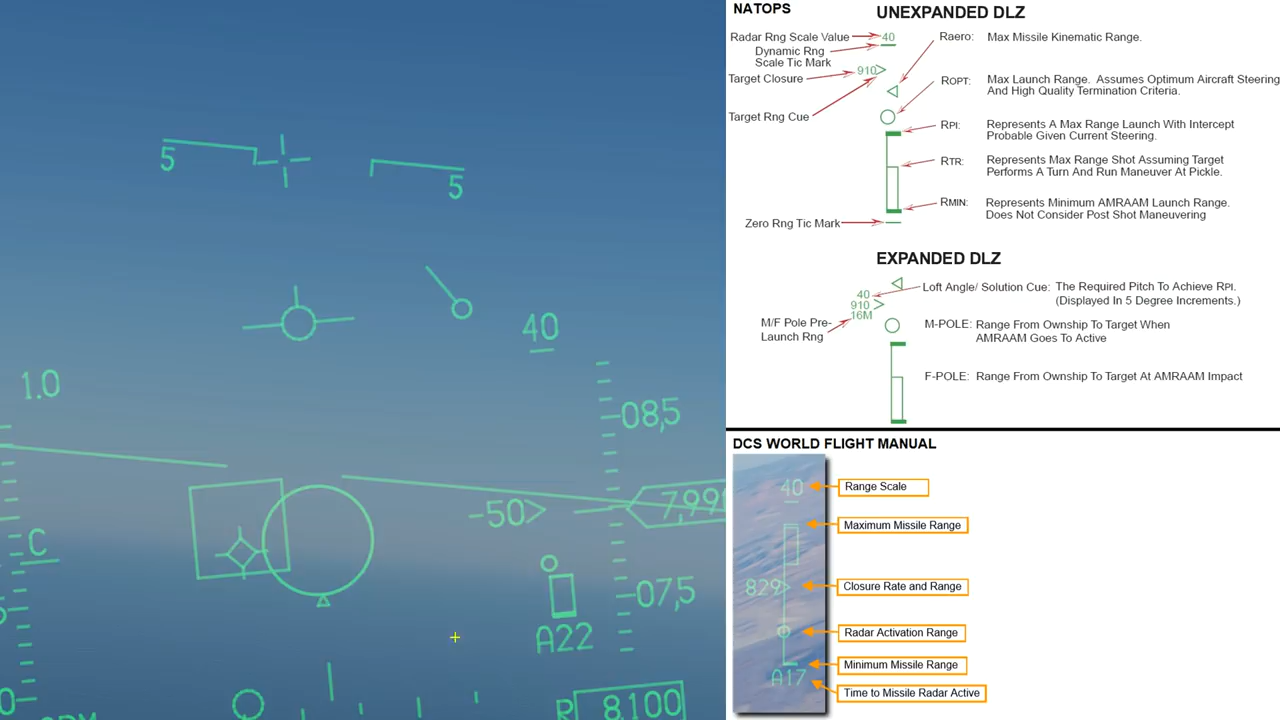 5
5
40
1.0
-08,5
-50
7,99
C
-07,5
A22
R 8,100
NATOPS
UNEXPANDED DLZ
Radar Rng Scale Value
40
Dynamic Rng
Scale Tic Mark
Target Closure
910
Target Rng Cue
Zero Rng Tic Mark
Raero: Max Missile Kinematic Range.
ROPT: Max Launch Range. Assumes Optimum Aircraft Steering
And High Quality Termination Criteria.
RPI: Represents A Max Range Launch With Intercept
Probable Given Current Steering.
RTR: Represents Max Range Shot Assuming Target
Performs A Turn And Run Maneuver At Pickle.
RMIN: Represents Minimum AMRAAM Launch Range.
Does Not Consider Post Shot Maneuvering
EXPANDED DLZ
40
910
16M
M/F Pole Pre-
Launch Rng
Loft Angle/ Solution Cue: The Required Pitch To Achieve RPI.
(Displayed In 5 Degree Increments.)
M-POLE: Range From Ownship To Target When
AMRAAM Goes To Active
F-POLE: Range From Ownship To Target At AMRAAM Impact
DCS WORLD FLIGHT MANUAL
40
Range Scale
Maximum Missile Range
829
Closure Rate and Range
Radar Activation Range
Minimum Missile Range
A17
Time to Missile Radar Active